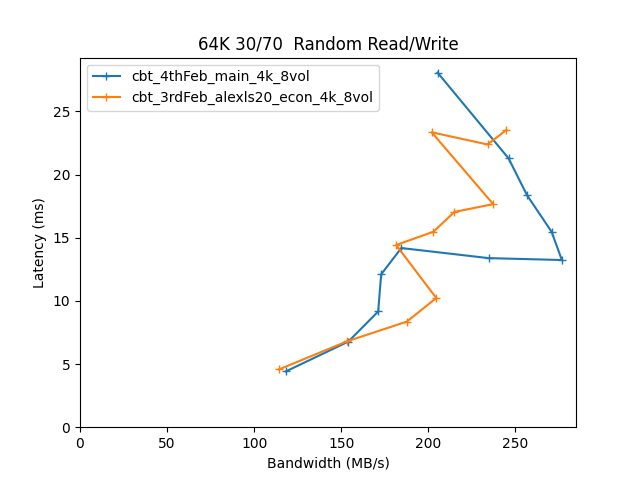 64K 30/70  Random Read/Write
cbt_4thFeb_main_4k_8vol
cbt_3rdFeb_alexls20_econ_4k_8vol
Latency (ms)
25
20
15
10
5
0
0 50 100 150 200 250
Bandwidth (MB/s)